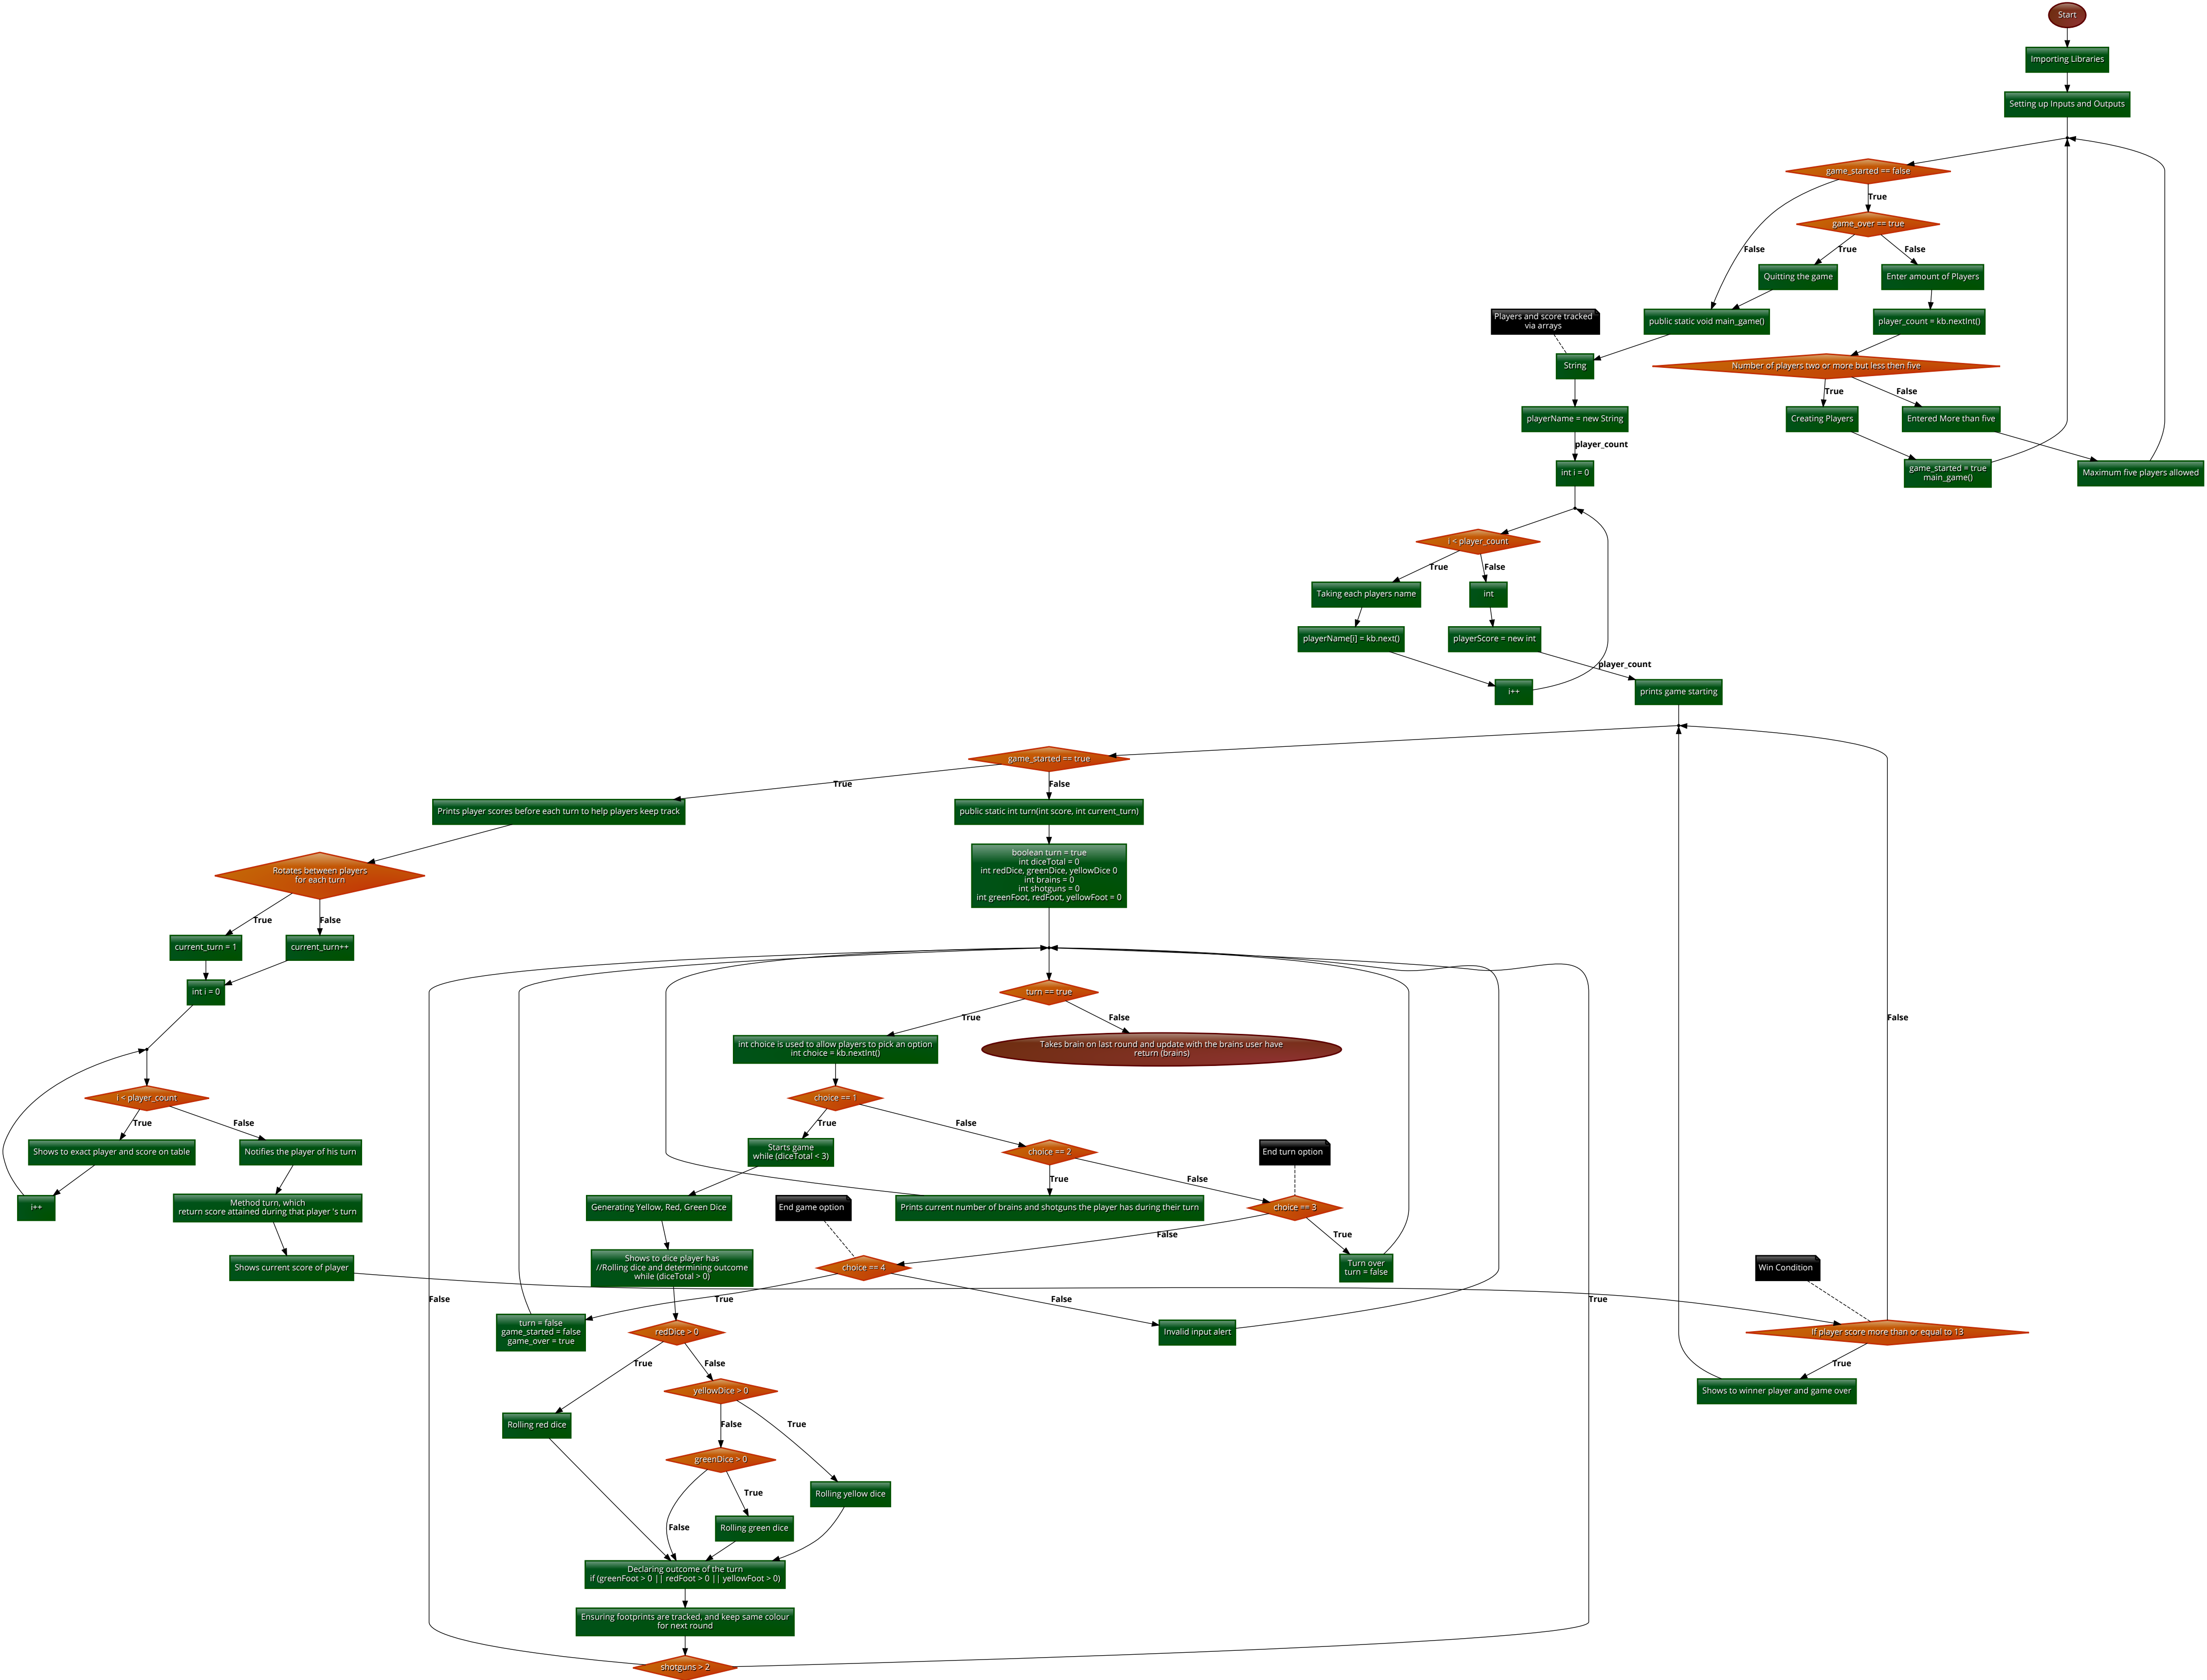 Start
Importing Libraries
Setting up Inputs and Outputs
game_started == false
True
game_over == true
False
True
False
Quitting the game
Enter amount of Players
Players and score tracked
via arrays
public static void main_game()
player_count = kb.nextInt()
String
Number of players two or more but less then five
True
False
playerName = new String
Creating Players
Entered More than five
player_count
int i = 0
game_started = true
main_game()
Maximum five players allowed
i < player_count
True
False
Taking each players name
int
playerName[i] = kb.next()
playerScore = new int
player_count
i++
prints game starting
game_started == true
True
False
Prints player scores before each turn to help players keep track
public static int turn(int score, int current_turn)
Rotates between players
for each turn
boolean turn = true
int diceTotal = 0
int redDice, greenDice, yellowDice 0
int brains = 0
int shotguns = 0
int greenFoot, redFoot, yellowFoot = 0
True
False
current_turn = 1
current_turn++
int i = 0
turn == true
True
False
False
int choice is used to allow players to pick an option
int choice = kb.nextInt()
Takes brain on last round and update with the brains user have
return (brains)
i < player_count
choice == 1
True
False
True
False
Shows to exact player and score on table
Notifies the player of his turn
Starts game
while (diceTotal < 3)
choice == 2
End turn option
True
False
i++
Method turn, which
return score attained during that player 's turn
Generating Yellow, Red, Green Dice
End game option
Prints current number of brains and shotguns the player has during their turn
choice == 3
False
True
Shows current score of player
Shows to dice player has
//Rolling dice and determining outcome
while (diceTotal > 0)
choice == 4
Turn over
turn = false
Win Condition
False
True
False
True
turn = false
game_started = false
game_over = true
redDice > 0
Invalid input alert
If player score more than or equal to 13
True
False
True
yellowDice > 0
Shows to winner player and game over
Rolling red dice
False
True
greenDice > 0
True
Rolling yellow dice
False
Rolling green dice
Declaring outcome of the turn
if (greenFoot > 0 || redFoot > 0 || yellowFoot > 0)
Ensuring footprints are tracked, and keep same colour
for next round
shotguns > 2